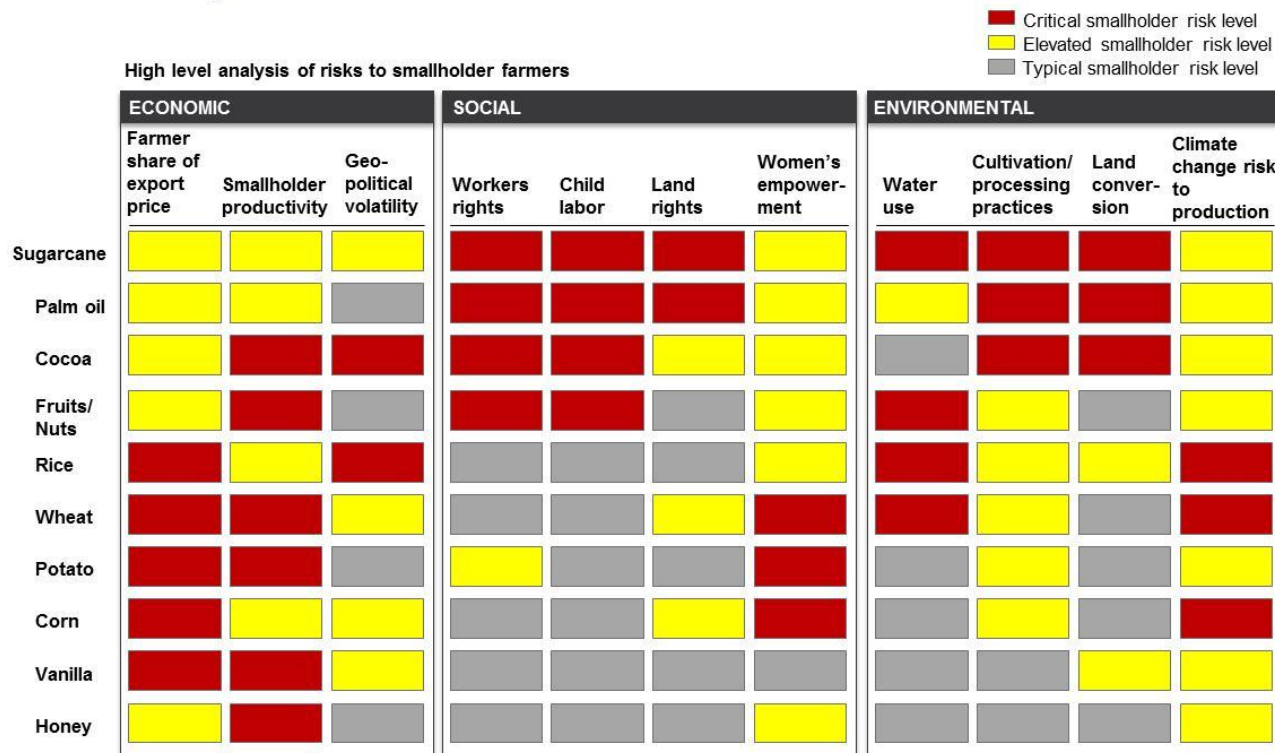 Critical smallholder risk level
Elevated smallholder risk level
Typical smallholder risk level
High level analysis of risks to smallholder farmers
ECONOMIC
SOCIAL
ENVIRONMENTAL
Farmer
share of
export
price
Smallholder
productivity
Geo-
political
volatility
Workers
rights
Child
labor
Land
rights
Women's
empower-
ment
Water
use
Cultivation/
processing
practices
Land
conver-
sion
Climate
change risk
to
production
Sugarcane
Palm oil
Cocoa
Fruits/
Nuts
Rice
Wheat
Potato
Corn
Vanilla
Honey